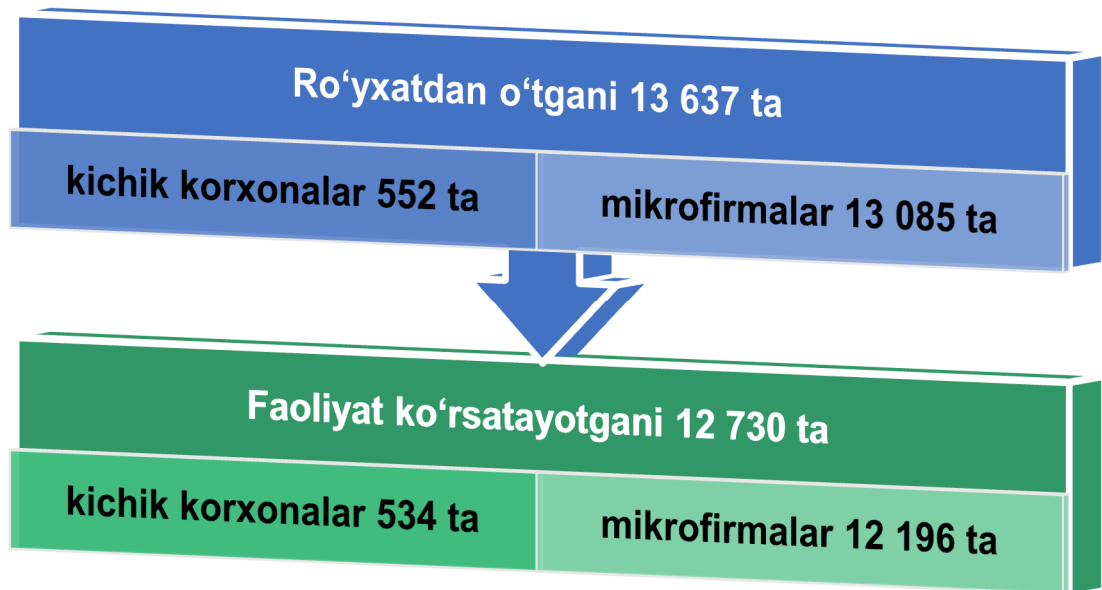 Ro‘yxatdan o‘tgani 13 637 ta
kichik korxonalar 552 ta
mikrofirmalar 13 085 ta
Faoliyat ko‘rsatayotgani 12 730 ta
kichik korxonalar 534 ta
mikrofirmalar 12 196 ta